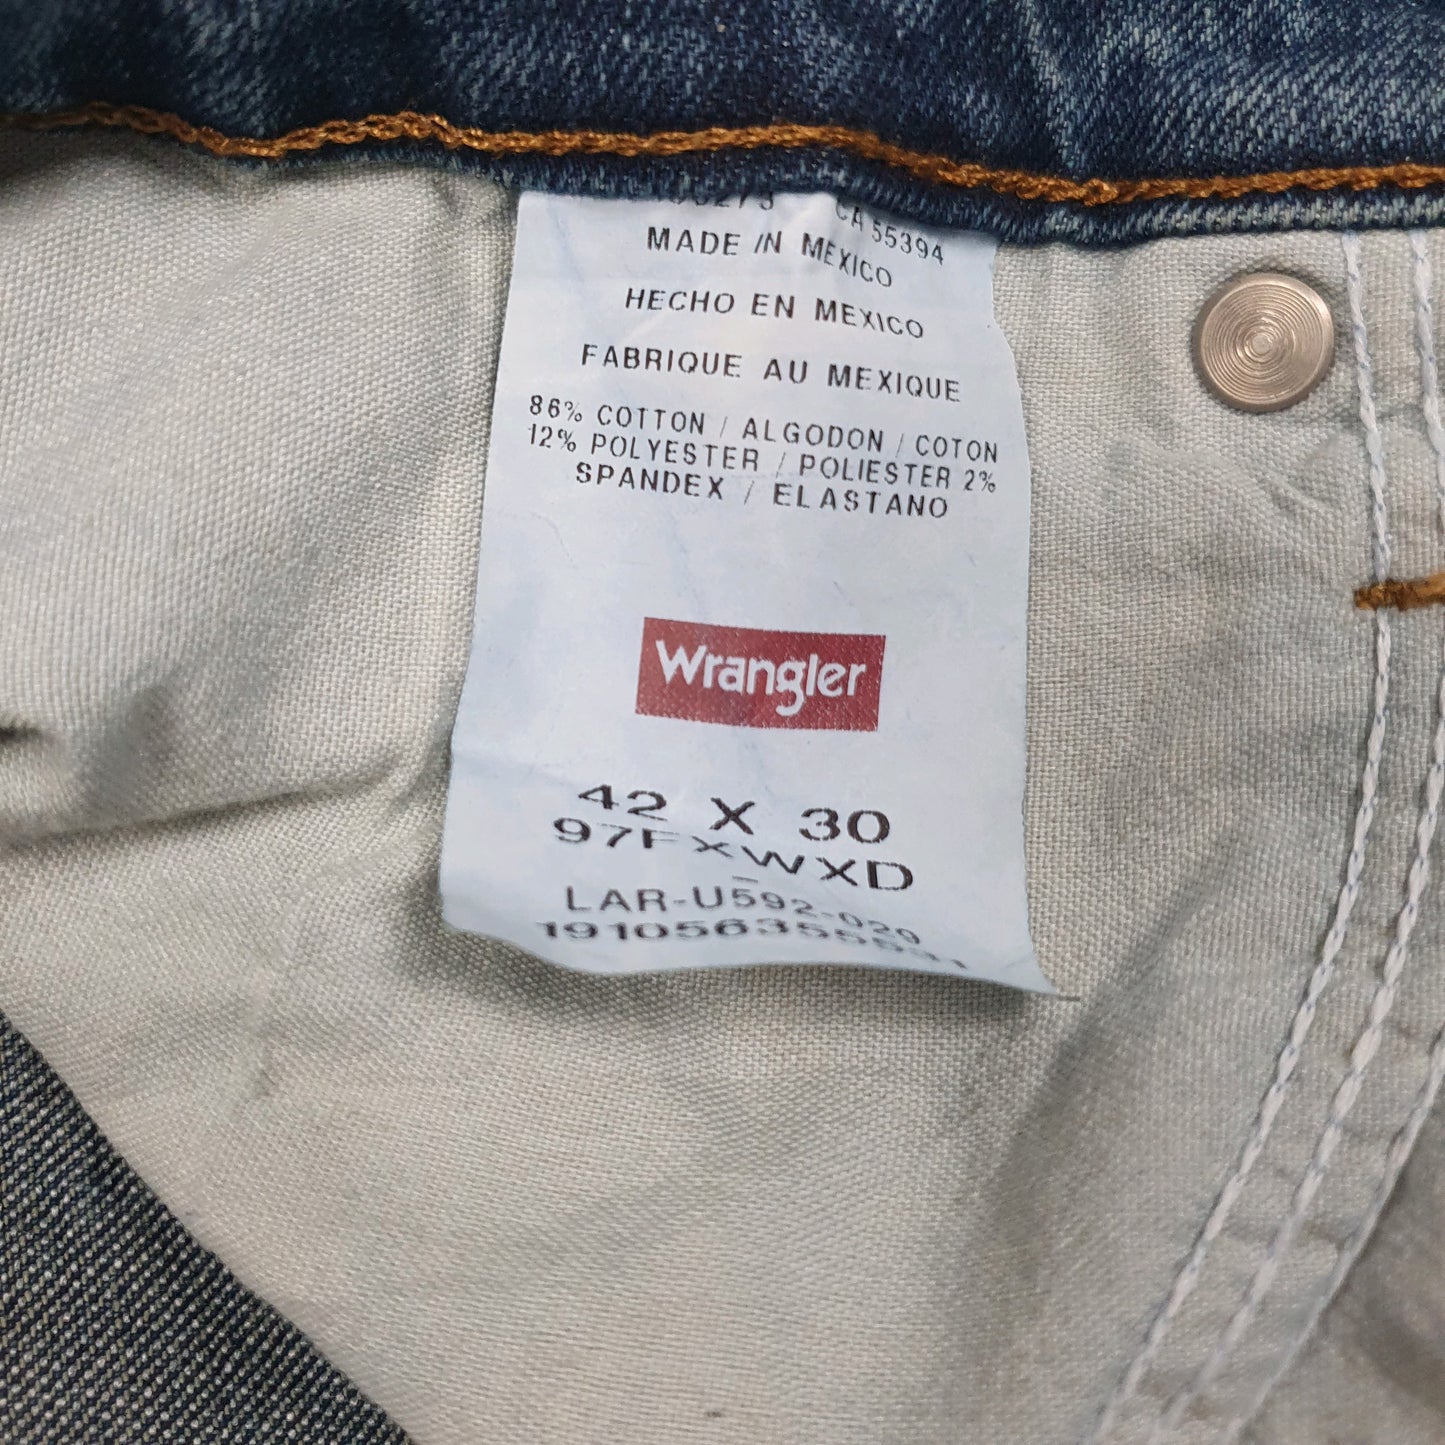 CA 55394
MADE IN MEXICO
HECHO EN MEXICO
FABRIQUE AU MEXIQUE
86% COTTON / ALGODON / COTON
12% POLYESTER / POLIESTER 2%
SPANDEX / ELASTANO
Wrangler
42 X 30
97FXWXD
LAR-U592-029